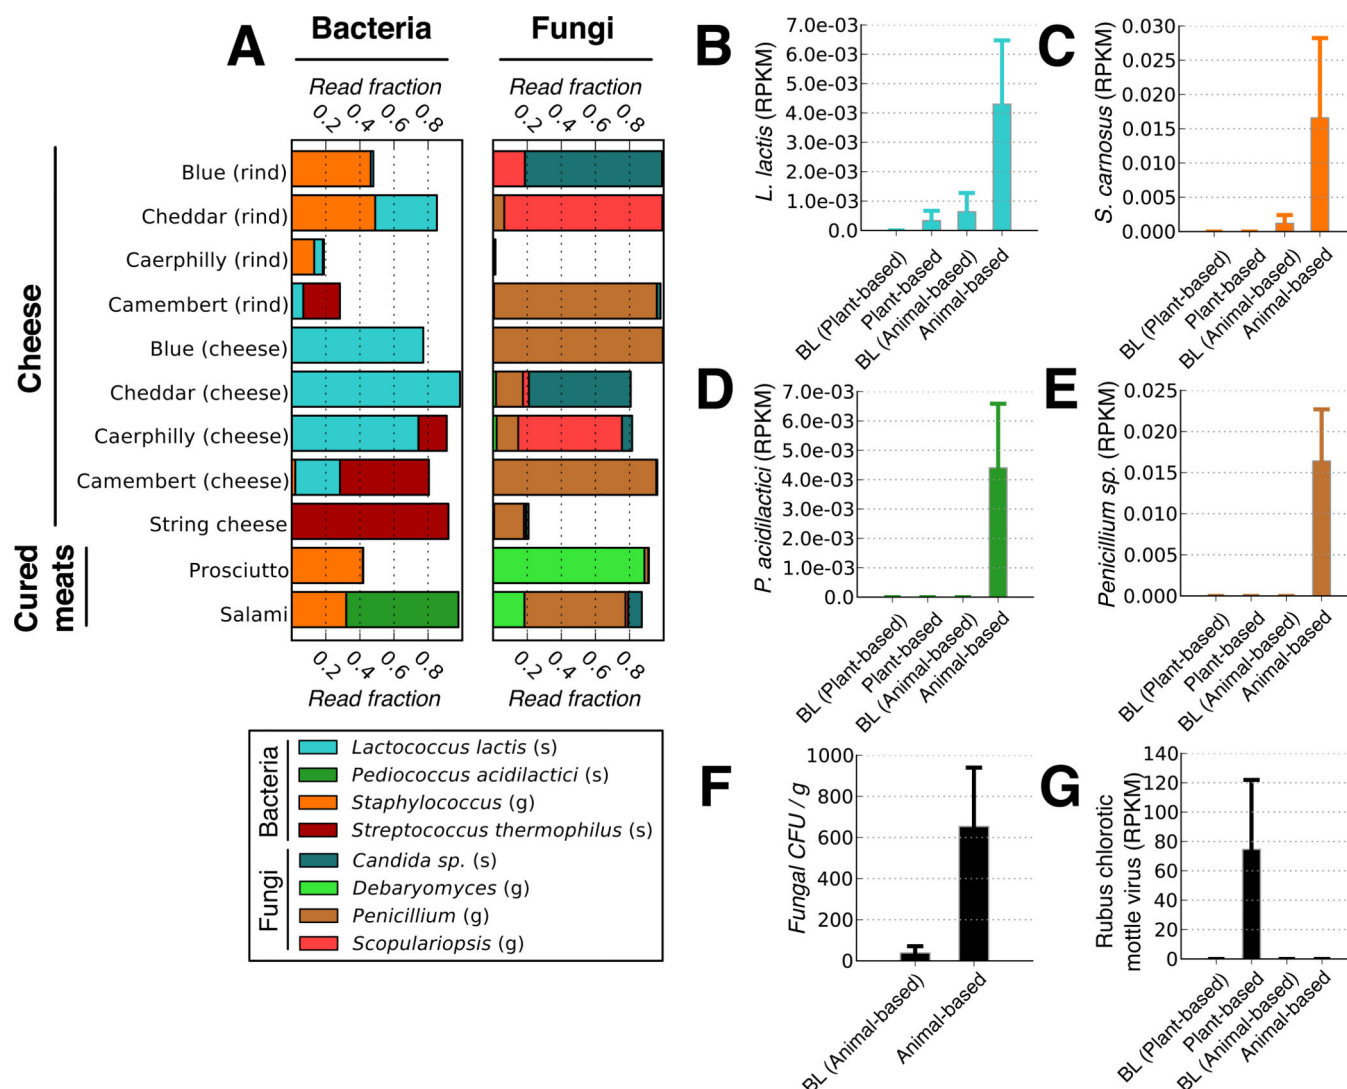 A
Bacteria
Fungi
Read fraction
Read fraction
0.2 0.4 0.6 0.8
0.2 0.4 0.6 0.8
Cheese
Blue (rind)
Cheddar (rind)
Caerphilly (rind)
Camembert (rind)
Blue (cheese)
Cheddar (cheese)
Caerphilly (cheese)
Camembert (cheese)
String cheese
Cured
meats
Prosciutto
Salami
0.2 0.4 0.6 0.8
0.2 0.4 0.6 0.8
Read fraction
Read fraction
Bacteria
Lactococcus lactis (s)
Pediococcus acidilactici (s)
Staphylococcus (g)
Streptococcus thermophilus (s)
Fungi
Candida sp. (s)
Debaryomyces (g)
Penicillium (g)
Scopulariopsis (g)
B
L. lactis (RPKM)
7.0e-03
6.0e-03
5.0e-03
4.0e-03
3.0e-03
2.0e-03
1.0e-03
0.0
BL (Plant-based)
Plant-based
BL (Animal-based)
Animal-based
C
S. carnosus (RPKM)
0.030
0.025
0.020
0.015
0.010
0.005
0.000
BL (Plant-based)
Plant-based
BL (Animal-based)
Animal-based
D
P. acidilactici (RPKM)
7.0e-03
6.0e-03
5.0e-03
4.0e-03
3.0e-03
2.0e-03
1.0e-03
0.0
BL (Plant-based)
Plant-based
BL (Animal-based)
Animal-based
E
Penicillium sp. (RPKM)
0.025
0.020
0.015
0.010
0.005
0.000
BL (Plant-based)
Plant-based
BL (Animal-based)
Animal-based
F
Fungal CFU / g
1000
800
600
400
200
0
BL (Animal-based)
Animal-based
G
Rubus chlorotic
mottle virus (RPKM)
140
120
100
80
60
40
20
0
BL (Plant-based)
Plant-based
BL (Animal-based)
Animal-based